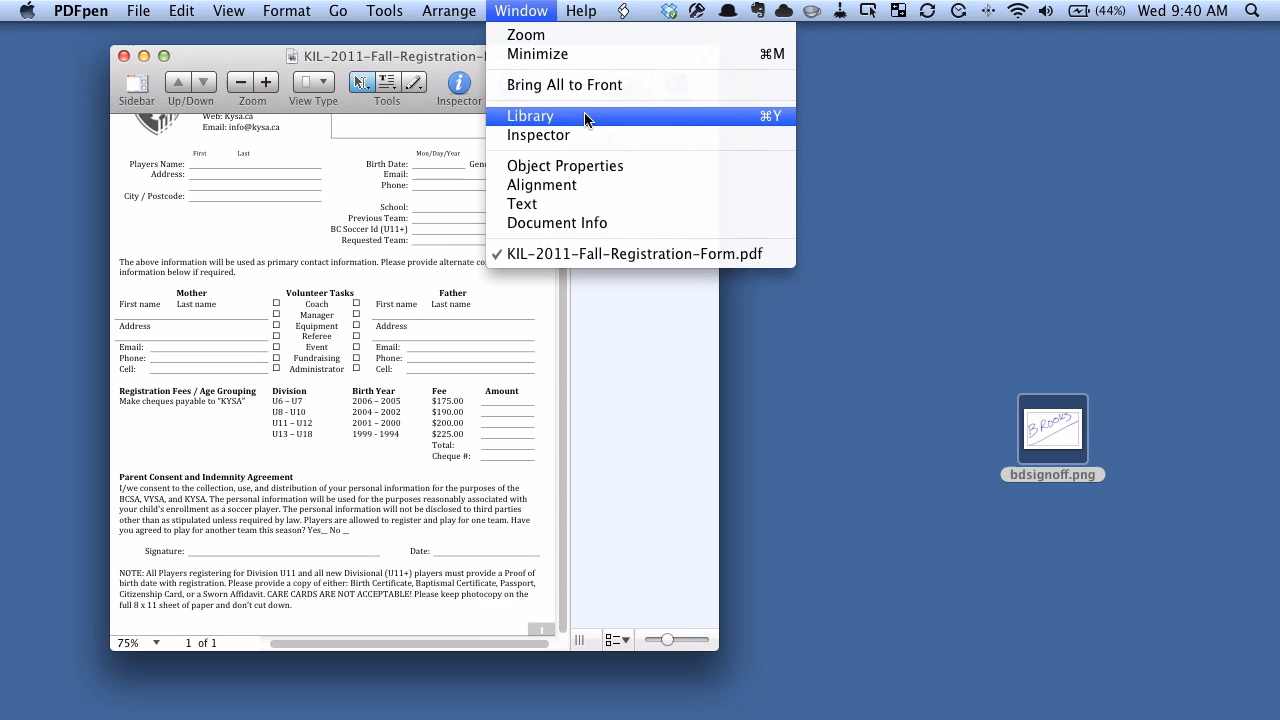 PDFpen File Edit View Format Go Tools Arrange Window Help (44%) Wed 9:40 AM
Zoom
Minimize ⌘M
Bring All to Front
Library ⌘Y
Inspector
Object Properties
Alignment
Text
Document Info
✓ KIL-2011-Fall-Registration-Form.pdf
KIL-2011-Fall-Registration-
Sidebar Up/Down Zoom View Type Tools Inspector
Web: Kysa.ca
Email: info@kysa.ca
First Last Mon/Day/Year
Players Name: Birth Date: Gen
Address: Email:
Phone:
City / Postcode:
School:
Previous Team:
BC Soccer Id (U11+)
Requested Team:
The above information will be used as primary contact information. Please provide alternate co
information below if required.
Mother Volunteer Tasks Father
First name Last name ☐ Coach ☐ First name Last name
☐ Manager ☐
Address ☐ Equipment ☐ Address
☐ Referee ☐
Email: ☐ Event ☐ Email:
Phone: ☐ Fundraising ☐ Phone:
Cell: ☐ Administrator ☐ Cell:
Registration Fees / Age Grouping Division Birth Year Fee Amount
Make cheques payable to “KYSA” U6 – U7 2006 – 2005 $175.00
U8 - U10 2004 – 2002 $190.00
U11 – U12 2001 – 2000 $200.00
U13 – U18 1999 - 1994 $225.00
Total:
Cheque #:
Parent Consent and Indemnity Agreement
I/we consent to the collection, use, and distribution of your personal information for the purposes of the
BCSA, VYSA, and KYSA. The personal information will be used for the purposes reasonably associated with
your child’s enrollment as a soccer player. The personal information will not be disclosed to third parties
other than as stipulated unless required by law. Players are allowed to register and play for one team. Have
you agreed to play for another team this season? Yes__ No __
Signature: Date:
NOTE: All Players registering for Division U11 and all new Divisional (U11+) players must provide a Proof of
birth date with registration. Please provide a copy of either: Birth Certificate, Baptismal Certificate, Passport,
Citizenship Card, or a Sworn Affidavit. CARE CARDS ARE NOT ACCEPTABLE! Please keep photocopy on the
full 8 x 11 sheet of paper and don’t cut down.
1
75% 1 of 1
BROOKS
bdsignoff.png